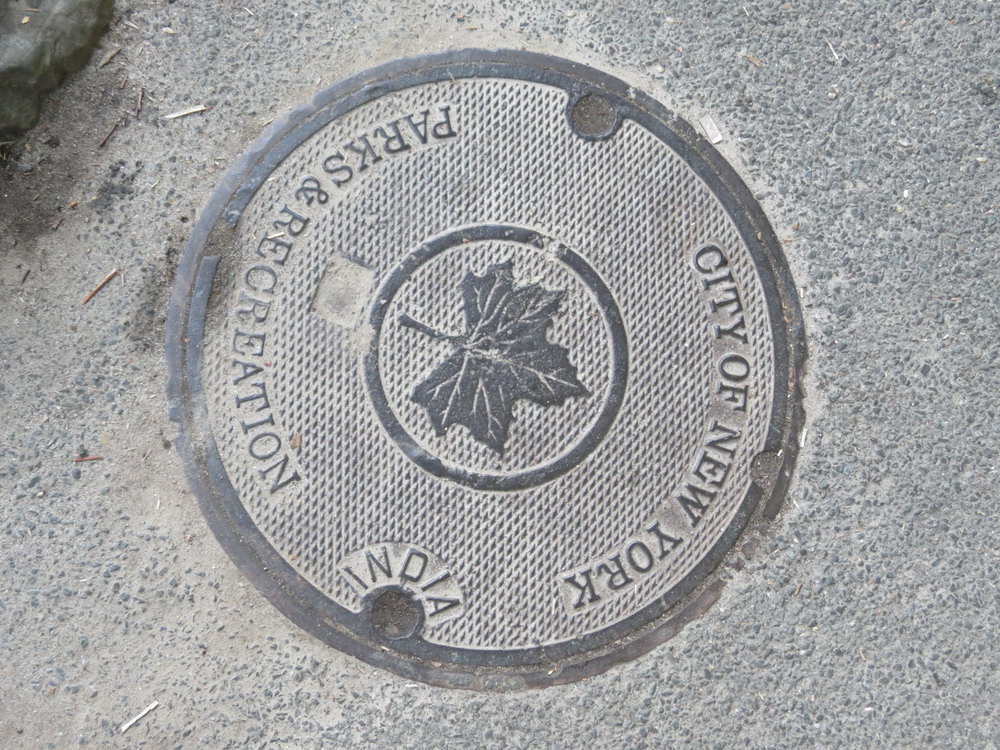 CITY OF NEW YORK
PARKS & RECREATION
INDIA